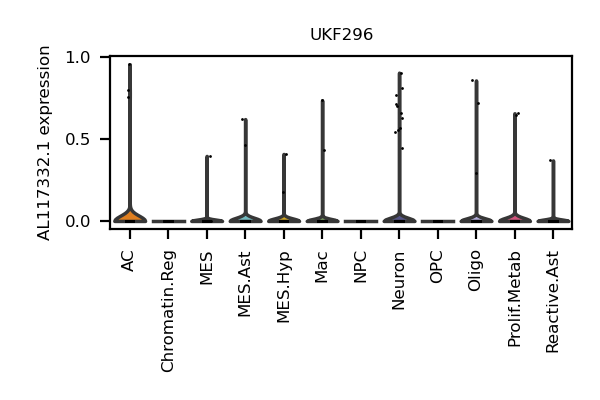 UKF296
AL117332.1 expression
1.0
0.5
0.0
AC
Chromatin.Reg
MES
MES.Ast
MES.Hyp
Mac
NPC
Neuron
OPC
Oligo
Prolif.Metab
Reactive.Ast